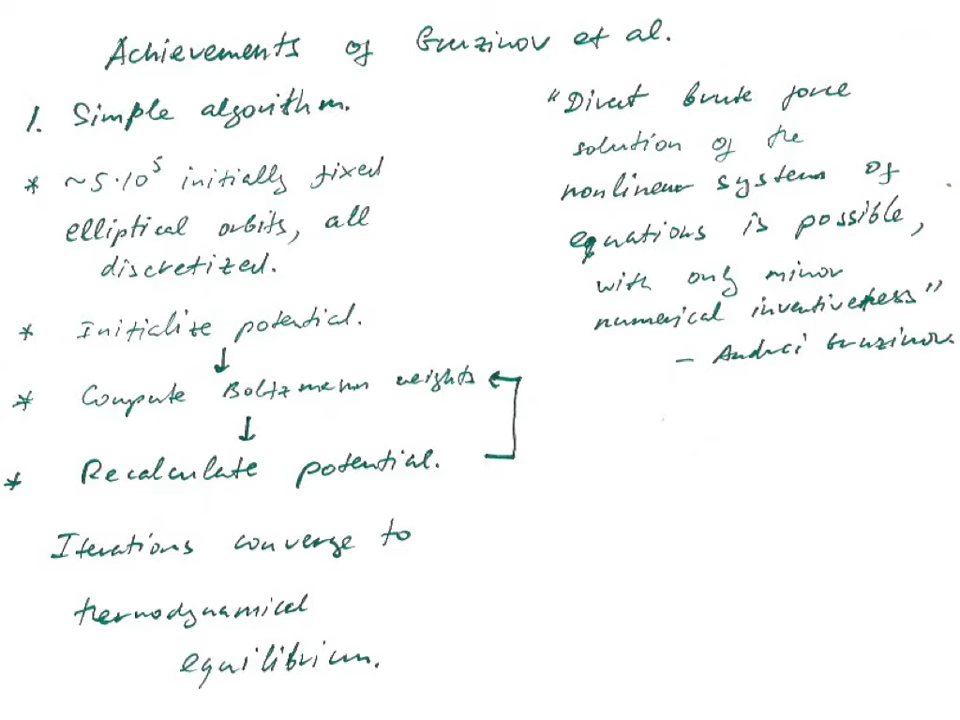 Achievements of Gruzinov et al.
1. Simple algorithm.
* ~5·10⁵ initially fixed
elliptical orbits, all
discretized.
* Initialize potential.
↓
* Compute Boltzmann weights
↓
* Recalculate potential.
Iterations converge to
thermodynamical
equilibrium.
"Direct brute force
solution of the
nonlinear system of
equations is possible,
with only minor
numerical inventiveness"
– Andrei Gruzinov.